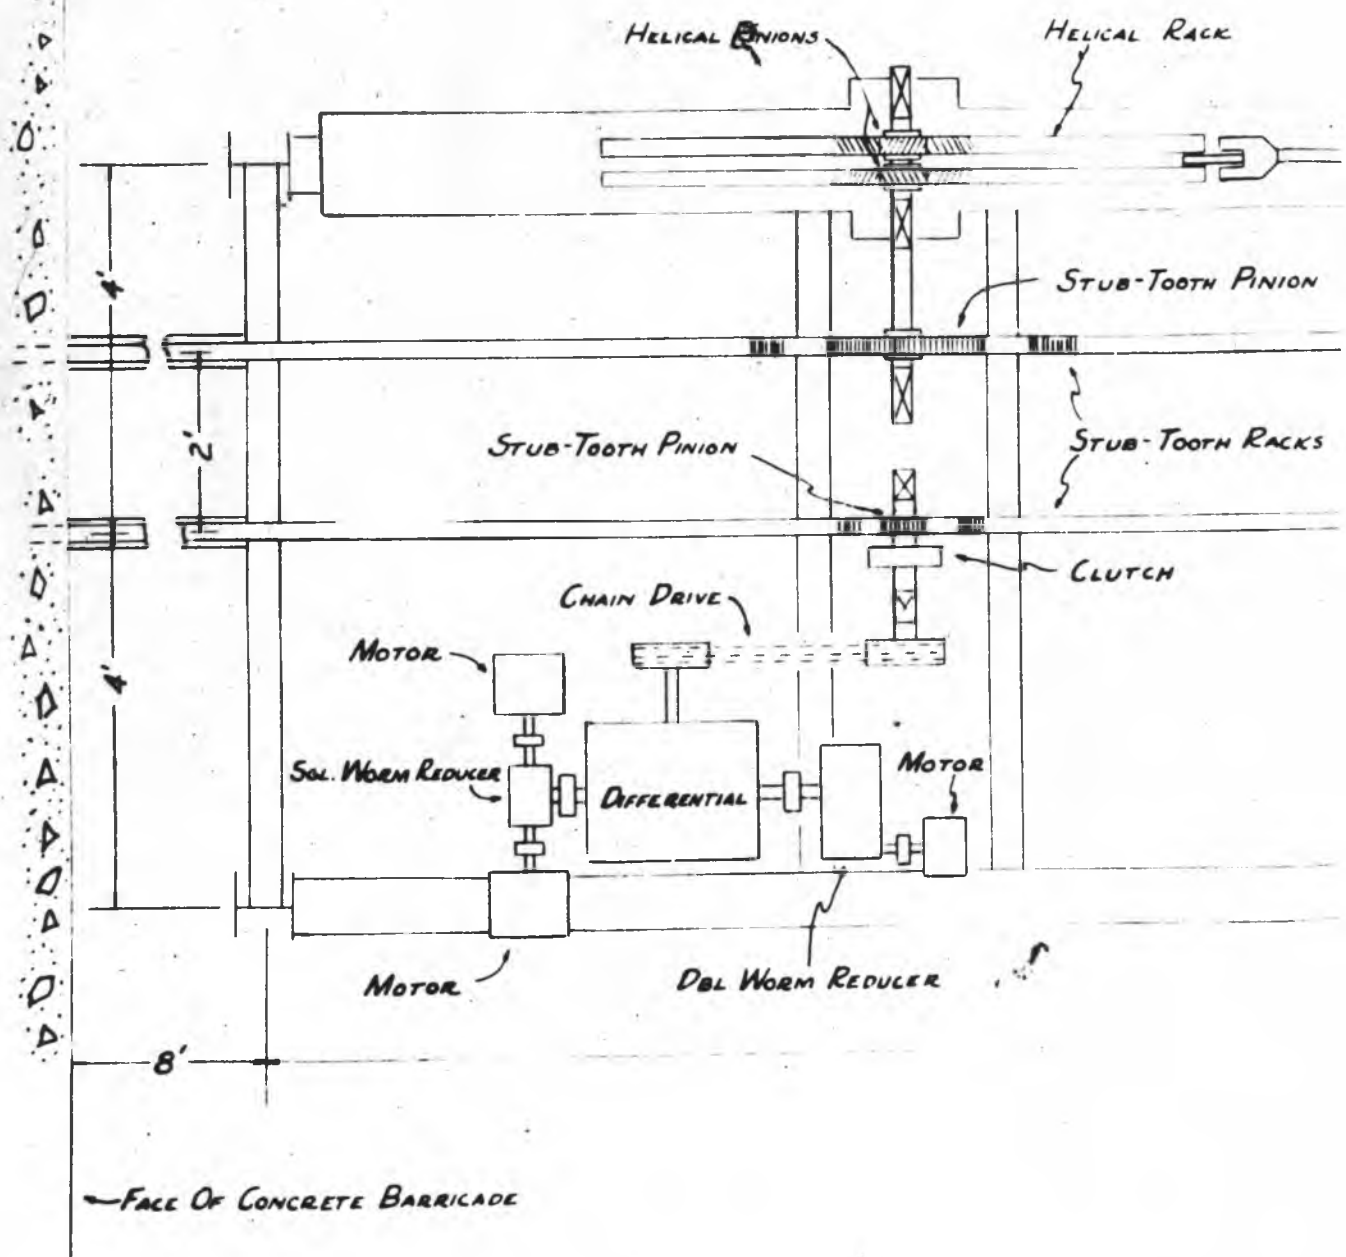 HELICAL PINIONS
HELICAL RACK
4'
STUB-TOOTH PINION
2'
STUB-TOOTH PINION
STUB-TOOTH RACKS
CLUTCH
CHAIN DRIVE
MOTOR
4'
SGL. WORM REDUCER
DIFFERENTIAL
MOTOR
MOTOR
DBL WORM REDUCER
8'
FACE OF CONCRETE BARRICADE